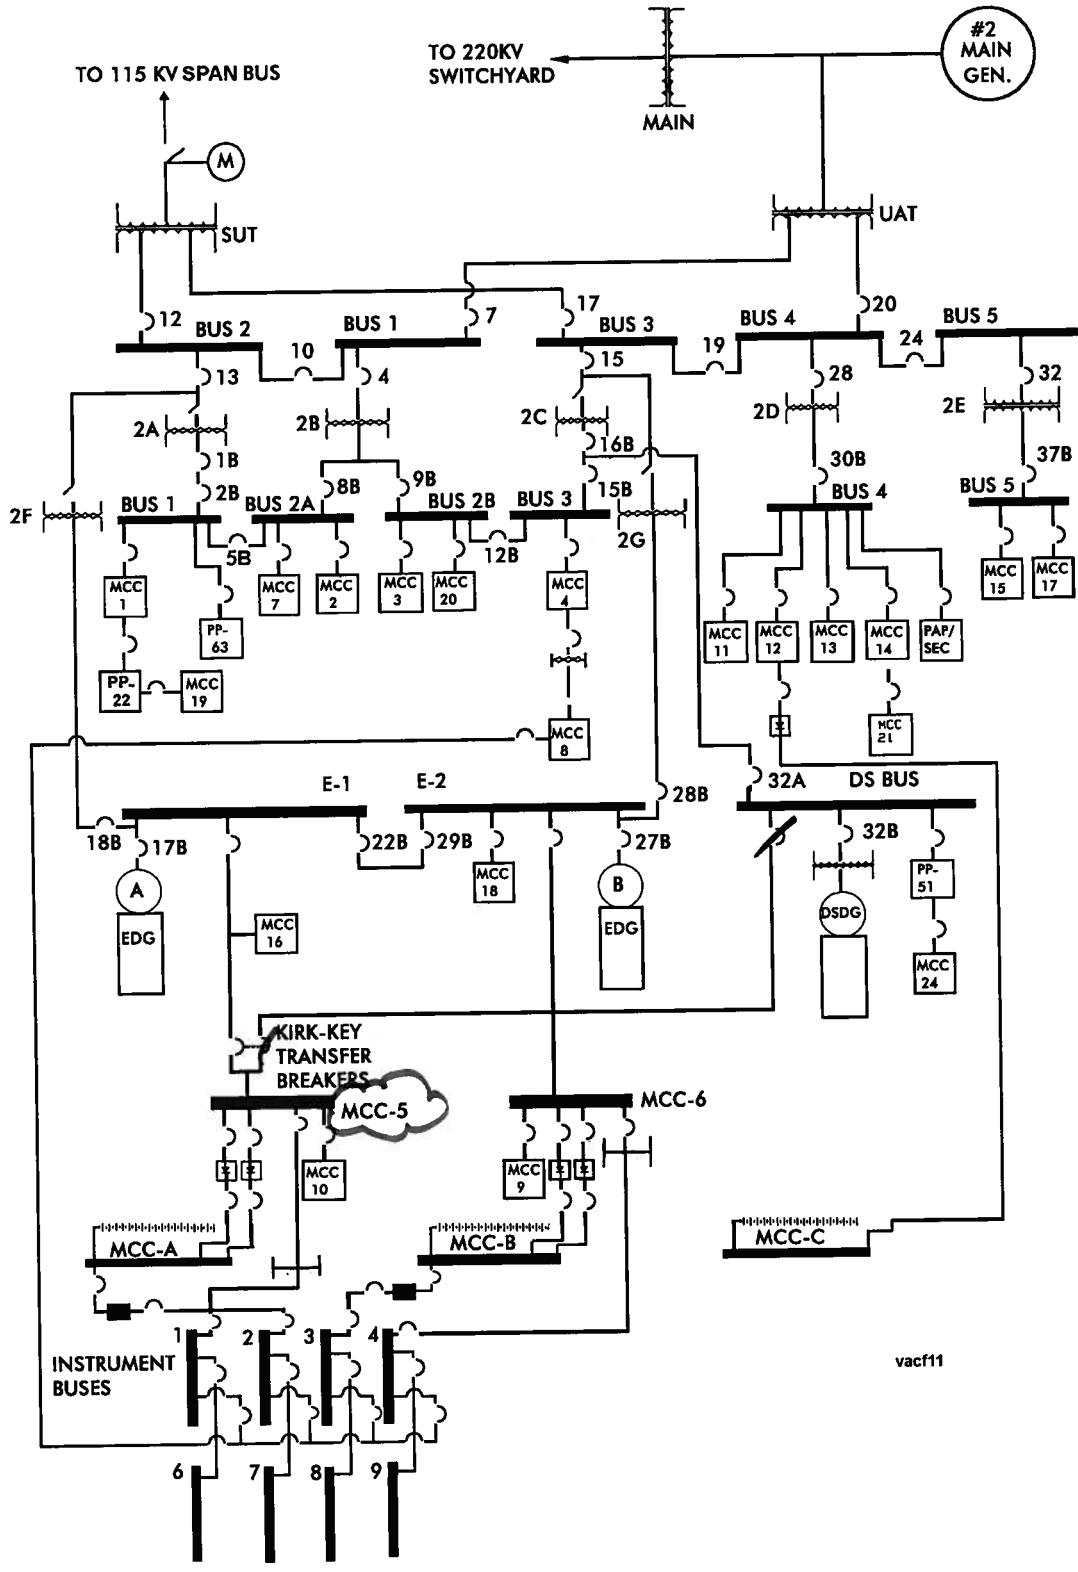 #2
MAIN
GEN.
TO 220KV
SWITCHYARD
TO 115 KV SPAN BUS
MAIN
M
UAT
SUT
12
BUS 2
10
BUS 1
7
17
BUS 3
19
BUS 4
20
24
BUS 5
13
4
15
28
32
2A
2B
2C
2D
2E
1B
16B
30B
37B
2B
8B
9B
15B
2F
BUS 1
BUS 2A
BUS 2B
BUS 3
BUS 4
BUS 5
5B
12B
2G
MCC
1
MCC
7
MCC
2
MCC
3
MCC
20
MCC
4
MCC
15
MCC
17
PP-
63
MCC
11
MCC
12
MCC
13
MCC
14
PAP/
SEC
PP-
22
MCC
19
MCC
8
MCC
21
E-1
E-2
28B
32A
DS BUS
18B
17B
22B
29B
27B
32B
A
MCC
18
B
PP-
51
EDG
MCC
16
EDG
DSDG
MCC
24
KIRK-KEY
TRANSFER
BREAKERS
MCC-5
MCC-6
MCC
10
MCC
9
MCC-A
MCC-B
MCC-C
1
2
3
4
INSTRUMENT
BUSES
vacf11
6
7
8
9